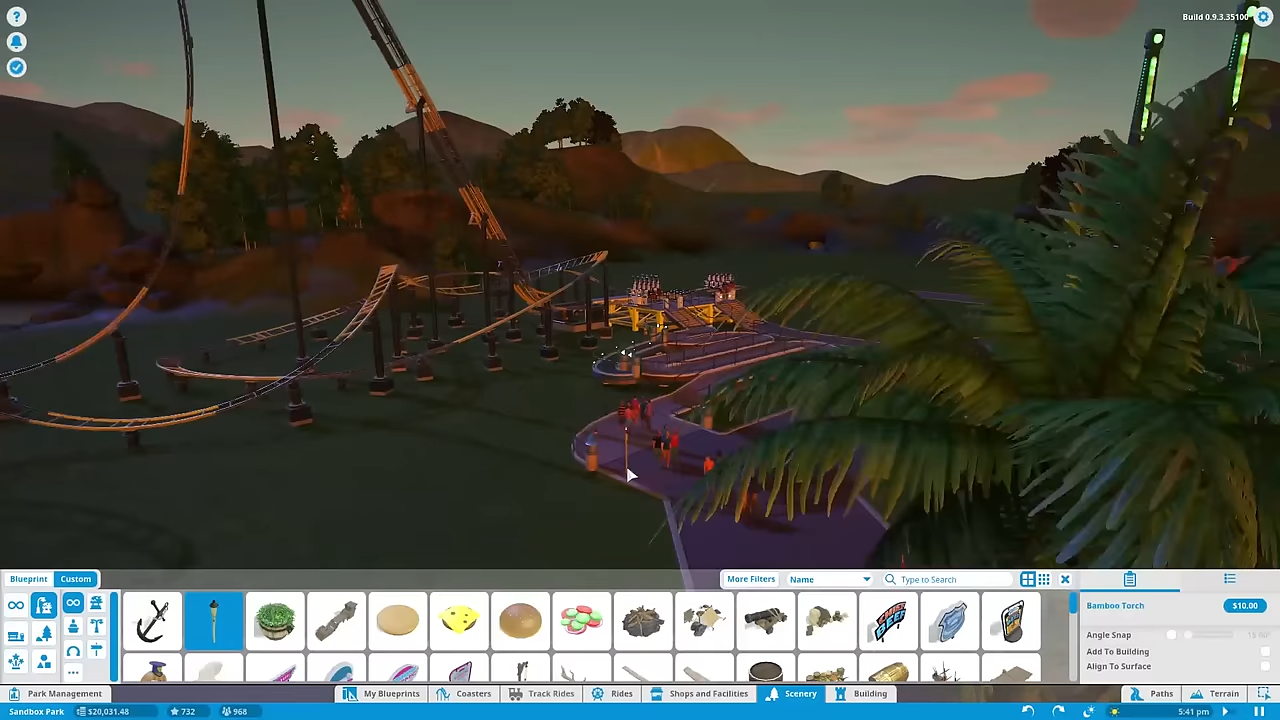 Build 0.9.3.35100
Blueprint
Custom
More Filters
Name
Type to Search
Bamboo Torch
$10.00
Angle Snap
Add To Building
Align To Surface
Park Management
My Blueprints
Coasters
Track Rides
Rides
Shops and Facilities
Scenery
Building
Paths
Terrain
Sandbox Park
$20,031.48
732
968
5:41 pm